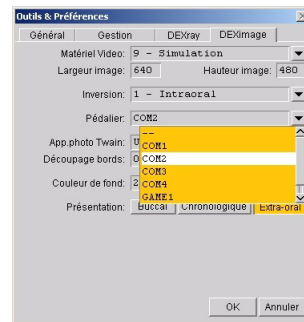 Outils & Préférences
Général Gestion DEXray DEXimage
Matériel Video: 9 - Simulation
Largeur image: 640 Hauteur image: 480
Inversion: 1 - Intraoral
Pédalier: COM2
--
App.photo Twain: COM1
Découpage bords: COM2
COM3
Couleur de fond: 2 COM4
GAME1
Présentation: Buccal Chronologique Extra-oral
OK Annuler